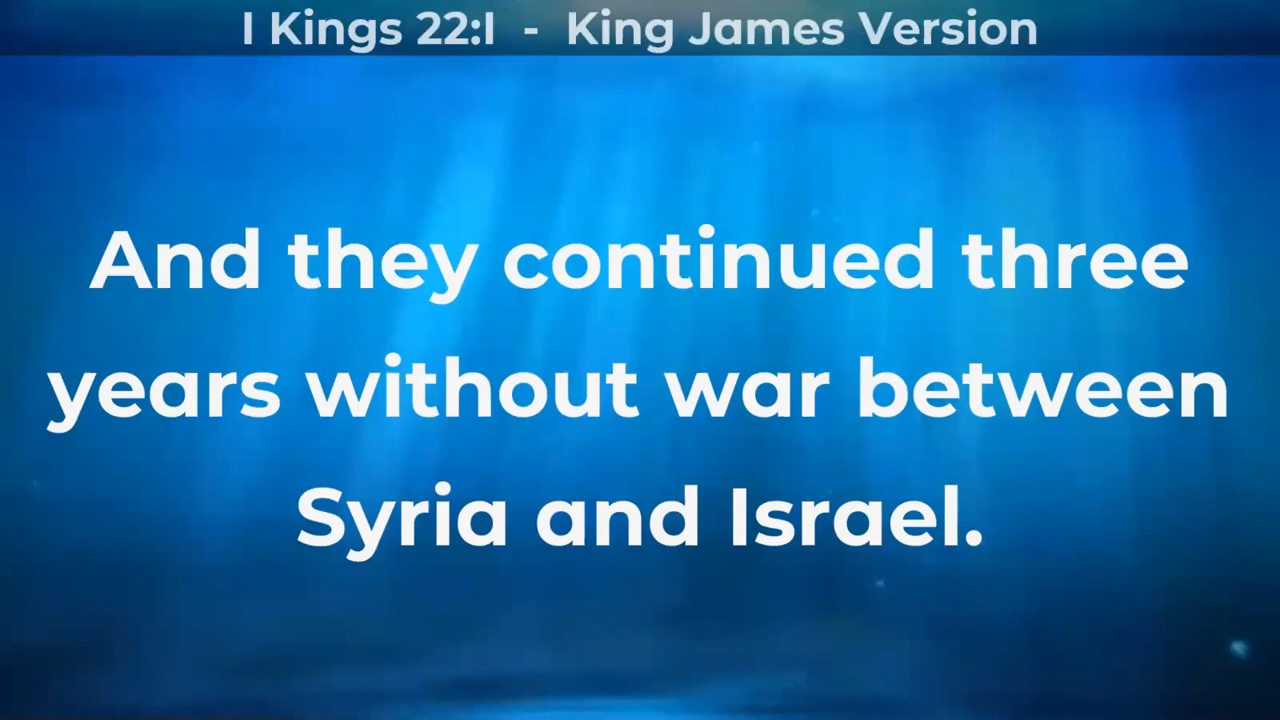 I Kings 22:I - King James Version
And they continued three
years without war between
Syria and Israel.